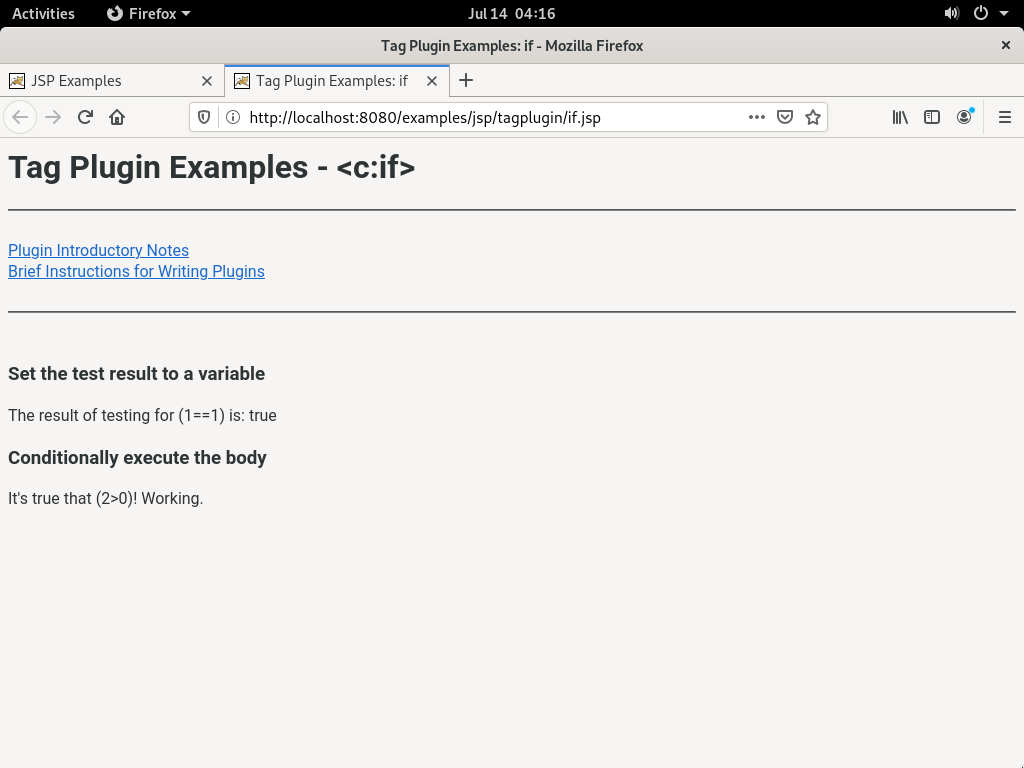 Activities
Firefox
Jul 14 04:16
Tag Plugin Examples: if - Mozilla Firefox
JSP Examples
Tag Plugin Examples: if
http://localhost:8080/examples/jsp/tagplugin/if.jsp
Tag Plugin Examples - <c:if>
Plugin Introductory Notes
Brief Instructions for Writing Plugins
Set the test result to a variable
The result of testing for (1==1) is: true
Conditionally execute the body
It's true that (2>0)! Working.